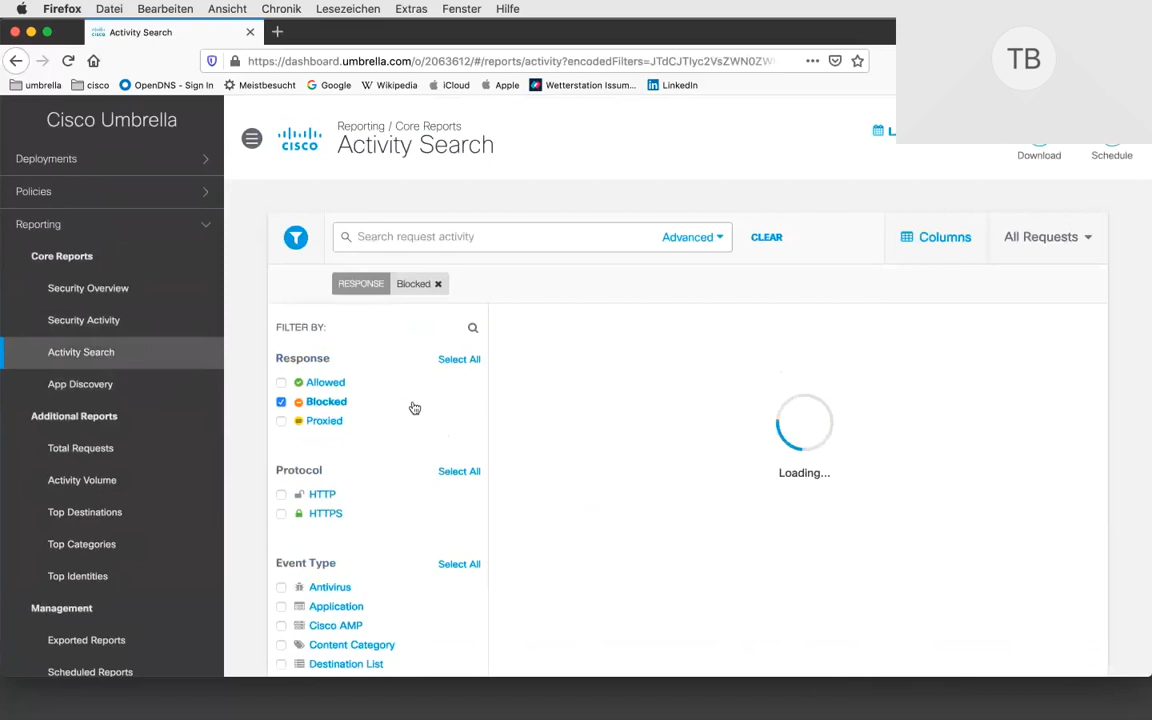 Firefox Datei Bearbeiten Ansicht Chronik Lesezeichen Extras Fenster Hilfe
Activity Search
https://dashboard.umbrella.com/o/2063612/#/reports/activity?encodedFilters=JTdCJTIyc2VsZWN0ZW
umbrella cisco OpenDNS - Sign In Meistbesucht Google Wikipedia iCloud Apple Wetterstation Issum... LinkedIn
TB
Cisco Umbrella
Deployments
Policies
Reporting
Core Reports
Security Overview
Security Activity
Activity Search
App Discovery
Additional Reports
Total Requests
Activity Volume
Top Destinations
Top Categories
Top Identities
Management
Exported Reports
Scheduled Reports
CISCO
Reporting / Core Reports
Activity Search
Download Schedule
Search request activity Advanced CLEAR
Columns All Requests
RESPONSE Blocked
FILTER BY:
Response Select All
Allowed
Blocked
Proxied
Protocol Select All
HTTP
HTTPS
Event Type Select All
Antivirus
Application
Cisco AMP
Content Category
Destination List
Loading...